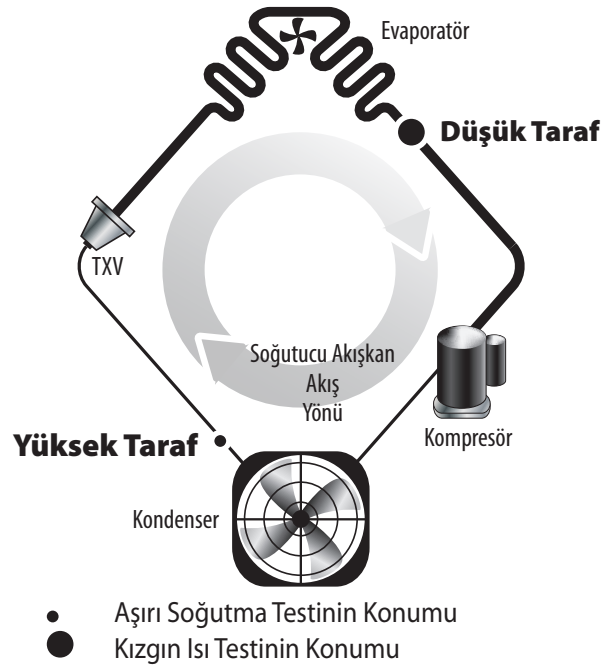 Evaporatör
Düşük Taraf
TXV
Soğutucu Akışkan
Akış
Yönü
Kompresör
Yüksek Taraf
Kondenser
Aşırı Soğutma Testinin Konumu
Kızgın Isı Testinin Konumu